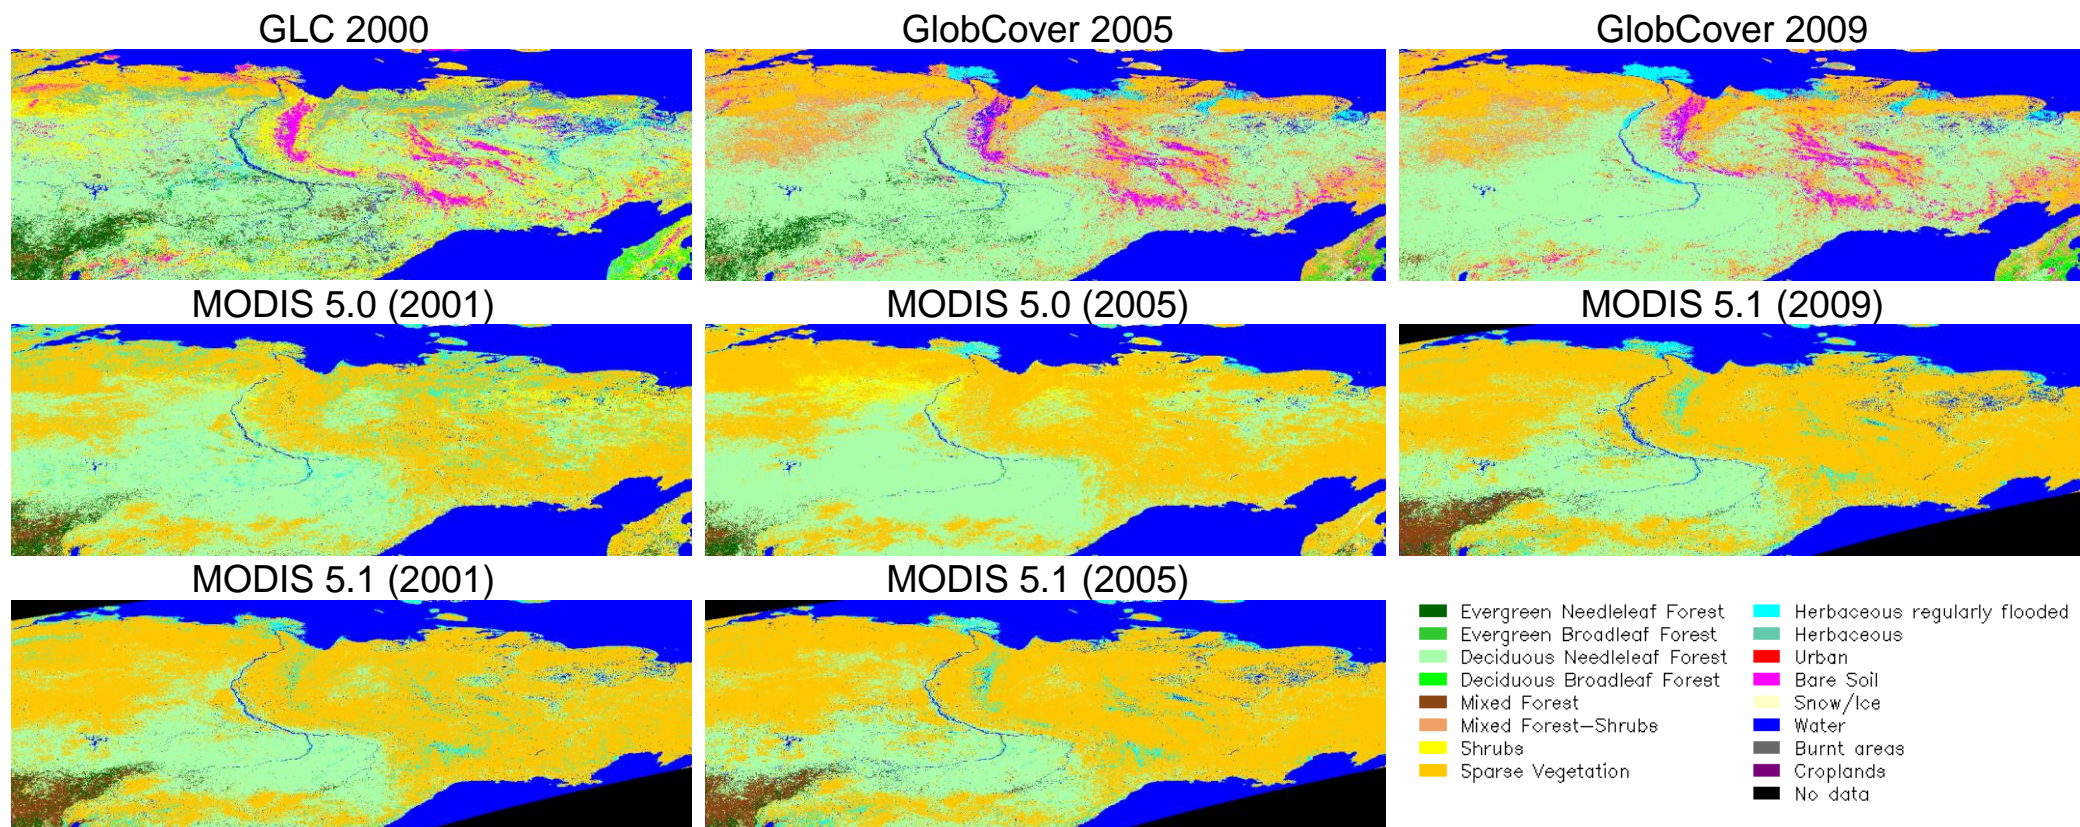 GLC 2000
GlobCover 2005
GlobCover 2009
MODIS 5.0 (2001)
MODIS 5.0 (2005)
MODIS 5.1 (2009)
MODIS 5.1 (2001)
MODIS 5.1 (2005)
Evergreen Needleleaf Forest
Evergreen Broadleaf Forest
Deciduous Needleleaf Forest
Deciduous Broadleaf Forest
Mixed Forest
Mixed Forest-Shrubs
Shrubs
Sparse Vegetation
Herbaceous regularly flooded
Herbaceous
Urban
Bare Soil
Snow/Ice
Water
Burnt areas
Croplands
No data